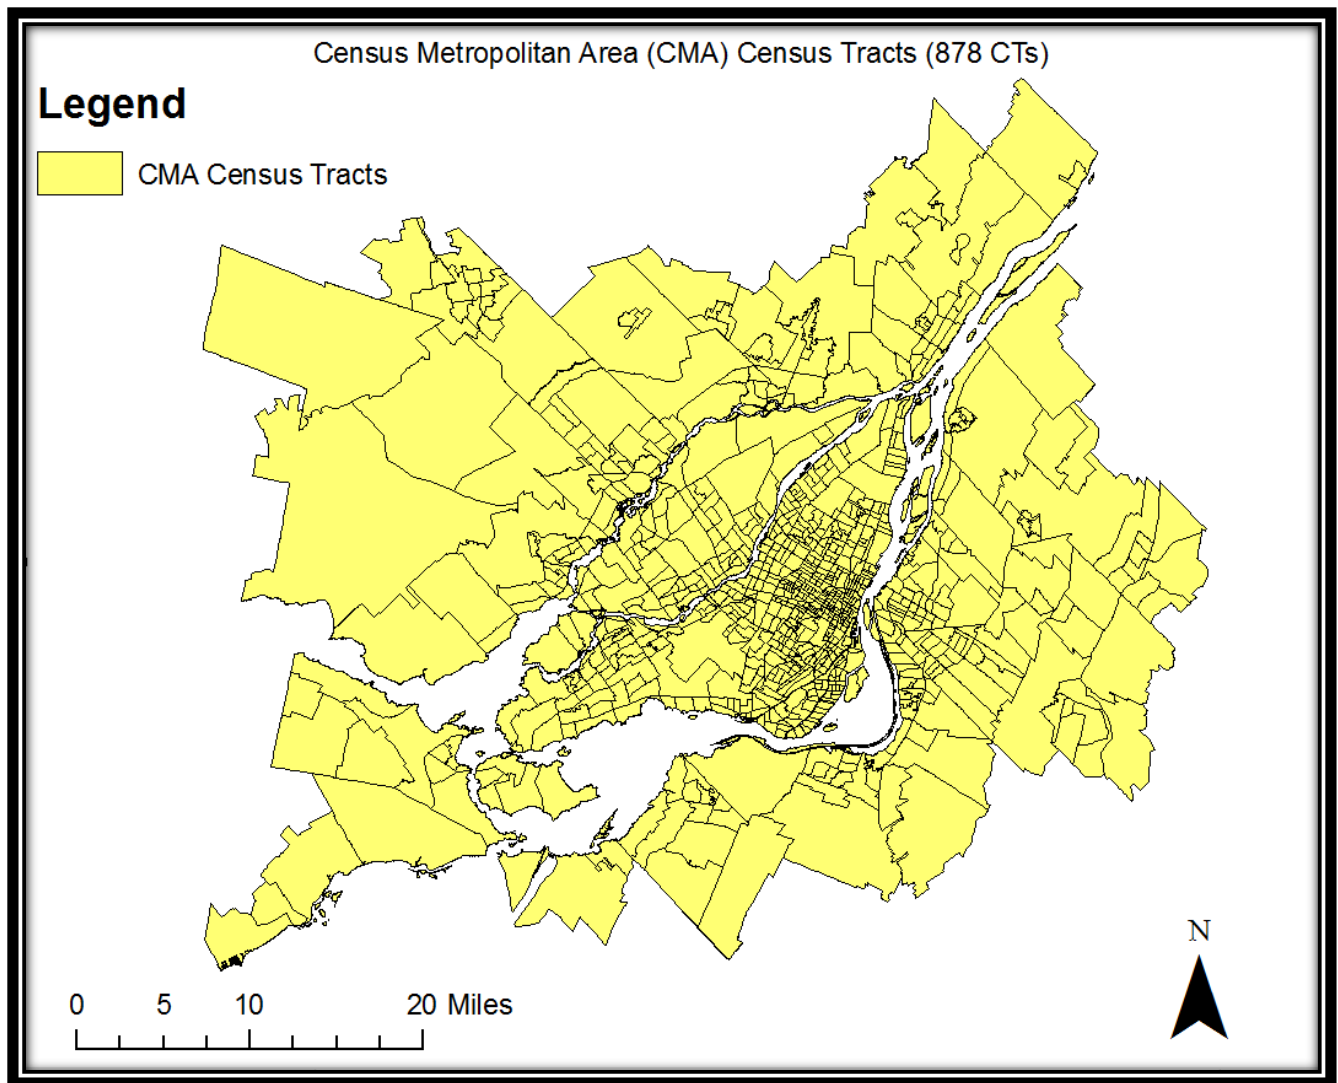 Census Metropolitan Area (CMA) Census Tracts (878 CTs)
Legend
CMA Census Tracts
N
0 5 10 20 Miles